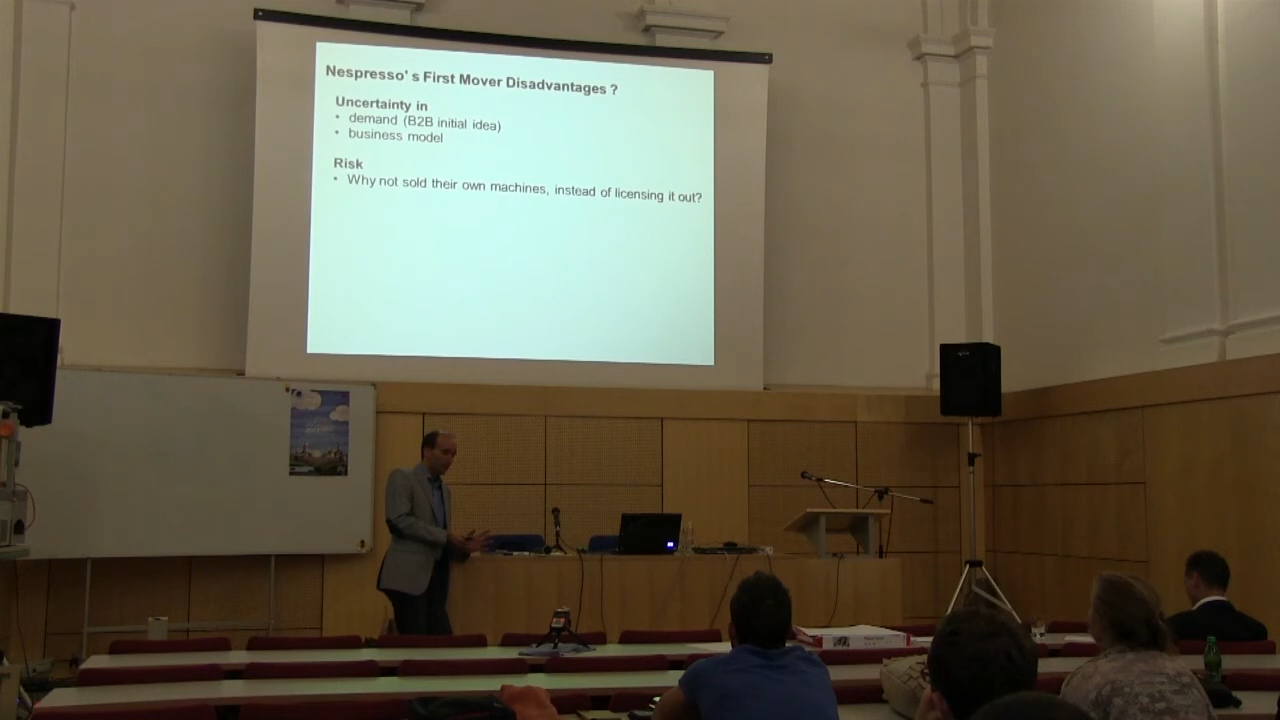 Nespresso' s First Mover Disadvantages ?
Uncertainty in
• demand (B2B initial idea)
• business model
Risk
• Why not sold their own machines, instead of licensing it out?